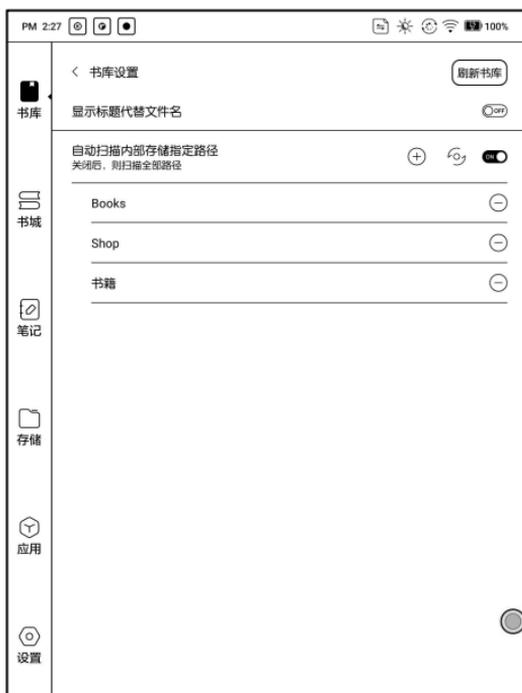 PM 2:27
100%
书库设置
刷新书库
显示标题代替文件名
OFF
自动扫描内部存储指定路径
关闭后，则扫描全部路径
ON
Books
Shop
书籍
书库
书城
笔记
存储
应用
设置